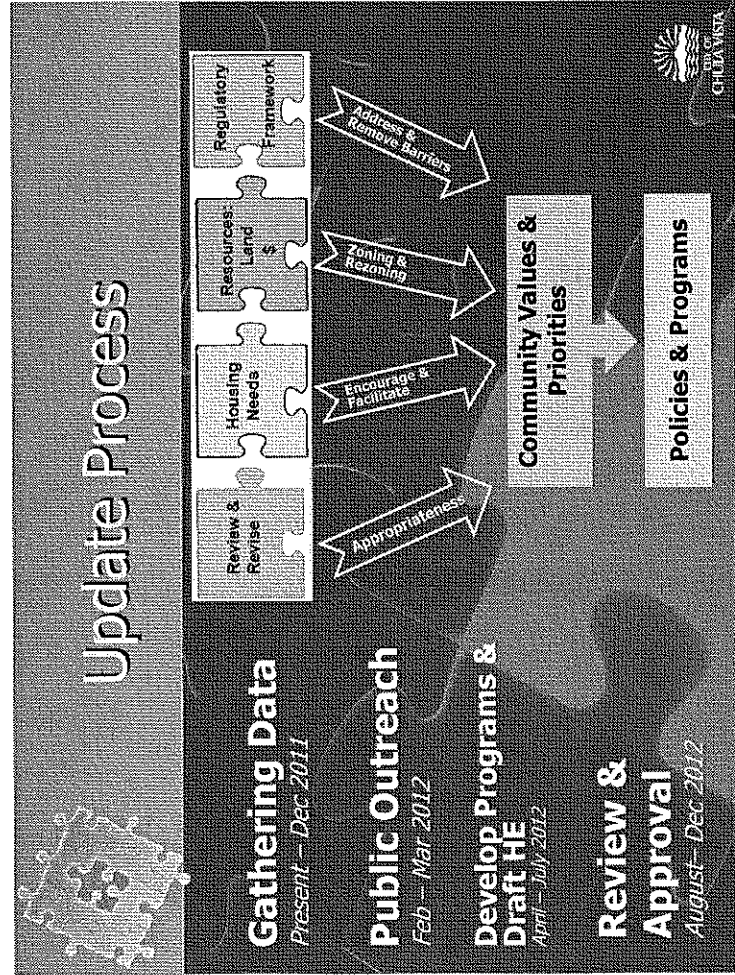 Update Process
Gathering Data
Present – Dec 2011
Public Outreach
Feb – Mar 2012
Develop Programs &
Draft HE
April – July 2012
Review &
Approval
August – Dec 2012
Review &
Revise
Housing
Needs
Resources:
Land
$
Regulatory
Framework
Appropriateness
Encourage &
Facilitate
Zoning &
Rezoning
Address &
Remove Barriers
Community Values &
Priorities
Policies & Programs
CITY OF
CHULA VISTA